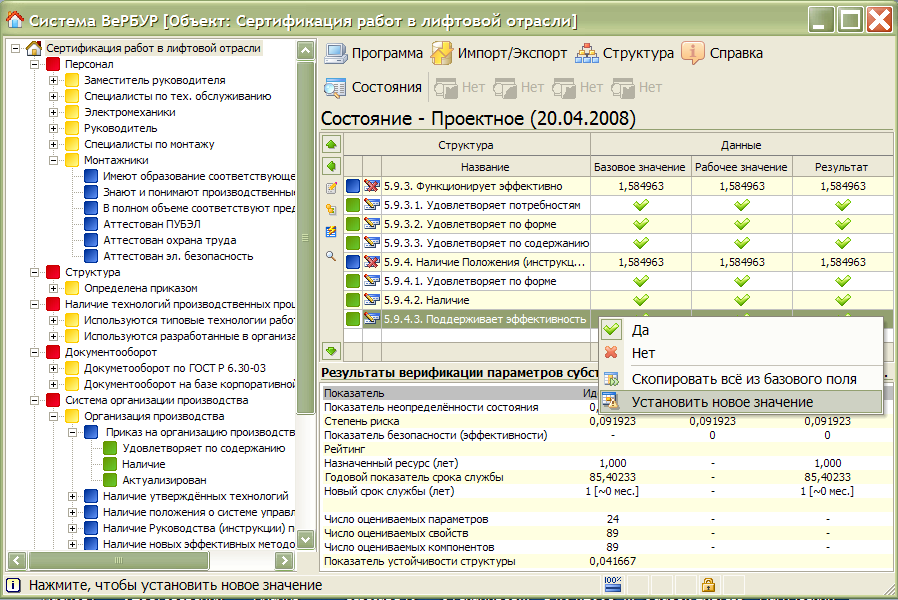 Система ВеРБУР [Объект: Сертификация работ в лифтовой отрасли]
Сертификация работ в лифтовой отрасли
Персонал
Заместитель руководителя
Специалисты по тех. обслуживанию
Электромеханики
Руководитель
Специалисты по монтажу
Монтажники
Имеют образование соответствующе
Знают и понимают производственны
В полном объеме соответствуют пред
Аттестован ПУБЭЛ
Аттестован охрана труда
Аттестован эл. безопасность
Структура
Определена приказом
Наличие технологий производственных проц
Используются типовые технологии рабо
Используются разработанные в организа
Документооборот
Докуметооборот по ГОСТ Р 6.30-03
Документооборот на базе корпоративной
Система организации производства
Организация производства
Приказ на организацию производств
Удовлетворяет по содержанию
Наличие
Актуализирован
Наличие утверждённых технологий
Наличие положения о системе управл
Наличие Руководства (инструкции) п
Наличие новых эффективных методо
Программа Импорт/Экспорт Структура Справка
Состояния Нет Нет Нет Нет
Состояние - Проектное (20.04.2008)
Структура Данные
Название Базовое значение Рабочее значение Результат
5.9.3. Функционирует эффективно 1,584963 1,584963 1,584963
5.9.3.1. Удовлетворяет потребностям
5.9.3.2. Удовлетворяет по форме
5.9.3.3. Удовлетворяет по содержанию
5.9.4. Наличие Положения (инструкц... 1,584963 1,584963 1,584963
5.9.4.1. Удовлетворяет по форме
5.9.4.2. Наличие
5.9.4.3. Поддерживает эффективность
Да
Нет
Скопировать всё из базового поля
Установить новое значение
Результаты верификации параметров субст
Показатель Ид
Показатель неопределённости состояния 0,
Степень риска 0,091923 0,091923 0,091923
Показатель безопасности (эффективности) - 0 0
Рейтинг
Назначенный ресурс (лет) 1,000 - 1,000
Годовой показатель срока службы 85,40233 - 85,40233
Новый срок службы (лет) 1 [~0 мес.] - 1 [~0 мес.]
Число оцениваемых параметров 24 - -
Число оцениваемых свойств 89 - -
Число оцениваемых компонентов 89 - -
Показатель устойчивости структуры 0,041667
Нажмите, чтобы установить новое значение 100%